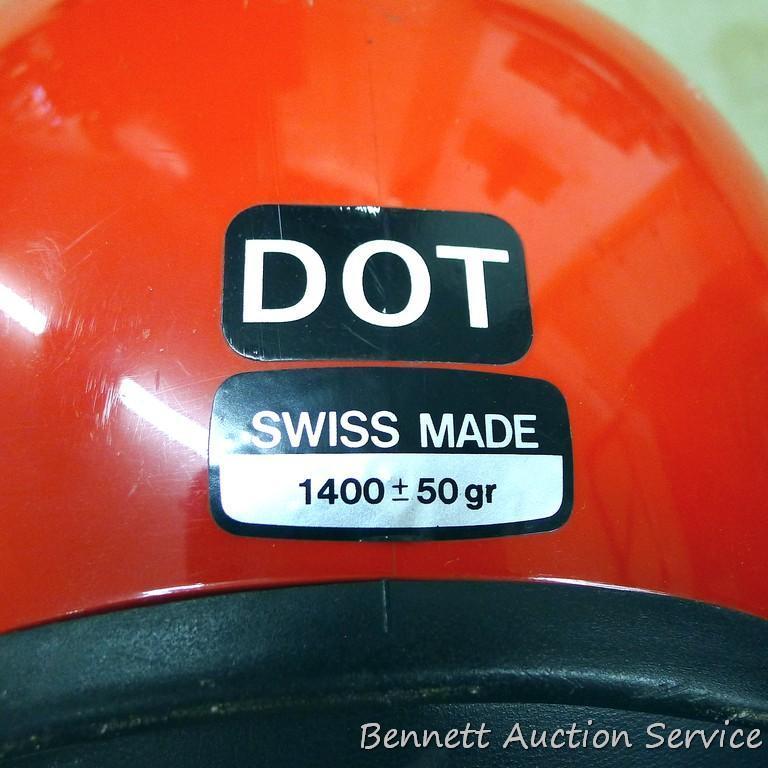 DOT
SWISS MADE
1400 ± 50 gr
Bennett Auction Service